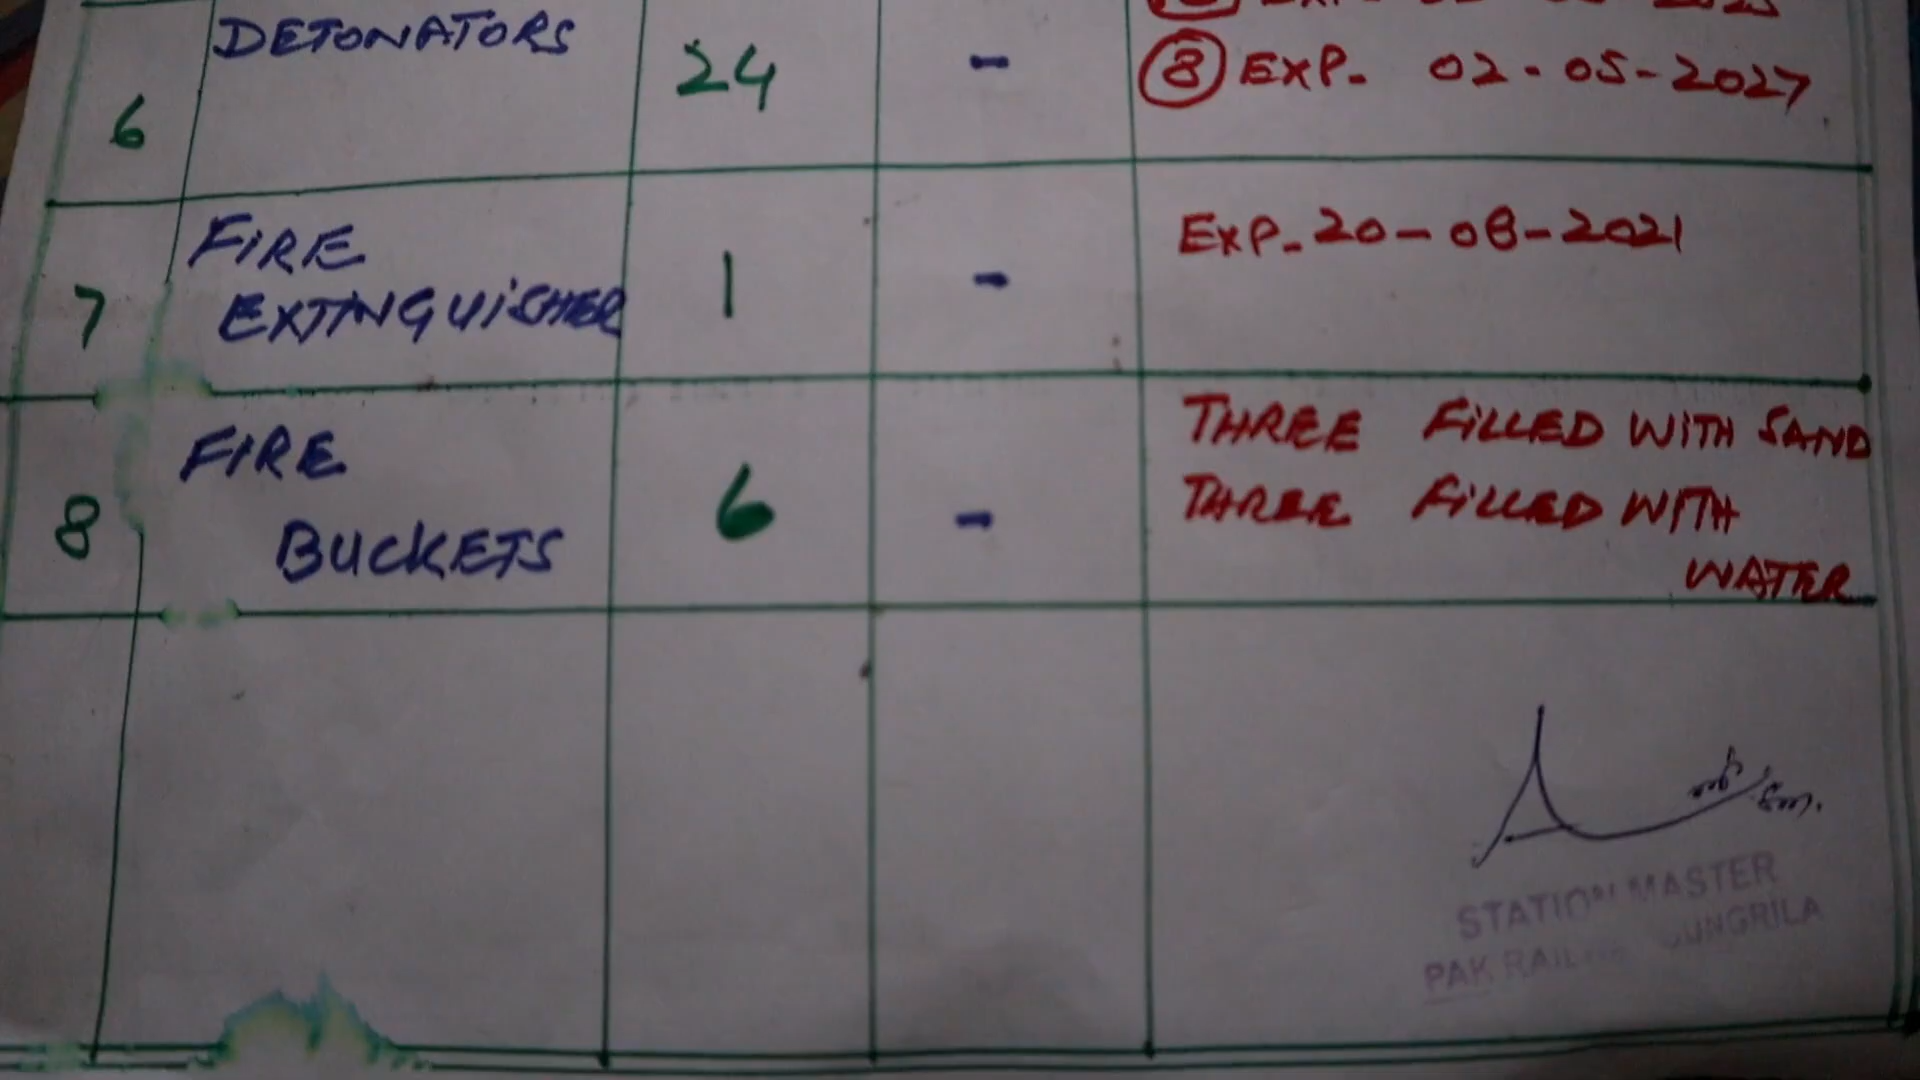 6 DETONATORS 24 - ⑧ EXP. 02-05-2027
7 FIRE 1 - EXP. 20-08-2021
EXTINGUISHER
8 FIRE 6 - THREE FILLED WITH SAND
BUCKETS THREE FILLED WITH
WATER
STATION MASTER
PAK